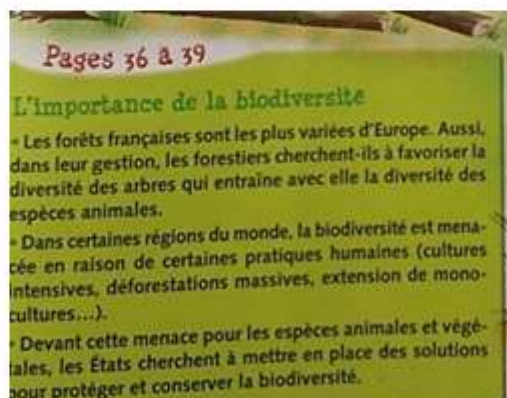 Pages 36 à 39
L'importance de la biodiversité
• Les forêts françaises sont les plus variées d'Europe. Aussi,
dans leur gestion, les forestiers cherchent-ils à favoriser la
diversité des arbres qui entraîne avec elle la diversité des
espèces animales.
• Dans certaines régions du monde, la biodiversité est mena-
cée en raison de certaines pratiques humaines (cultures
intensives, déforestations massives, extension de mono-
cultures...).
• Devant cette menace pour les espèces animales et végé-
tales, les États cherchent à mettre en place des solutions
pour protéger et conserver la biodiversité.